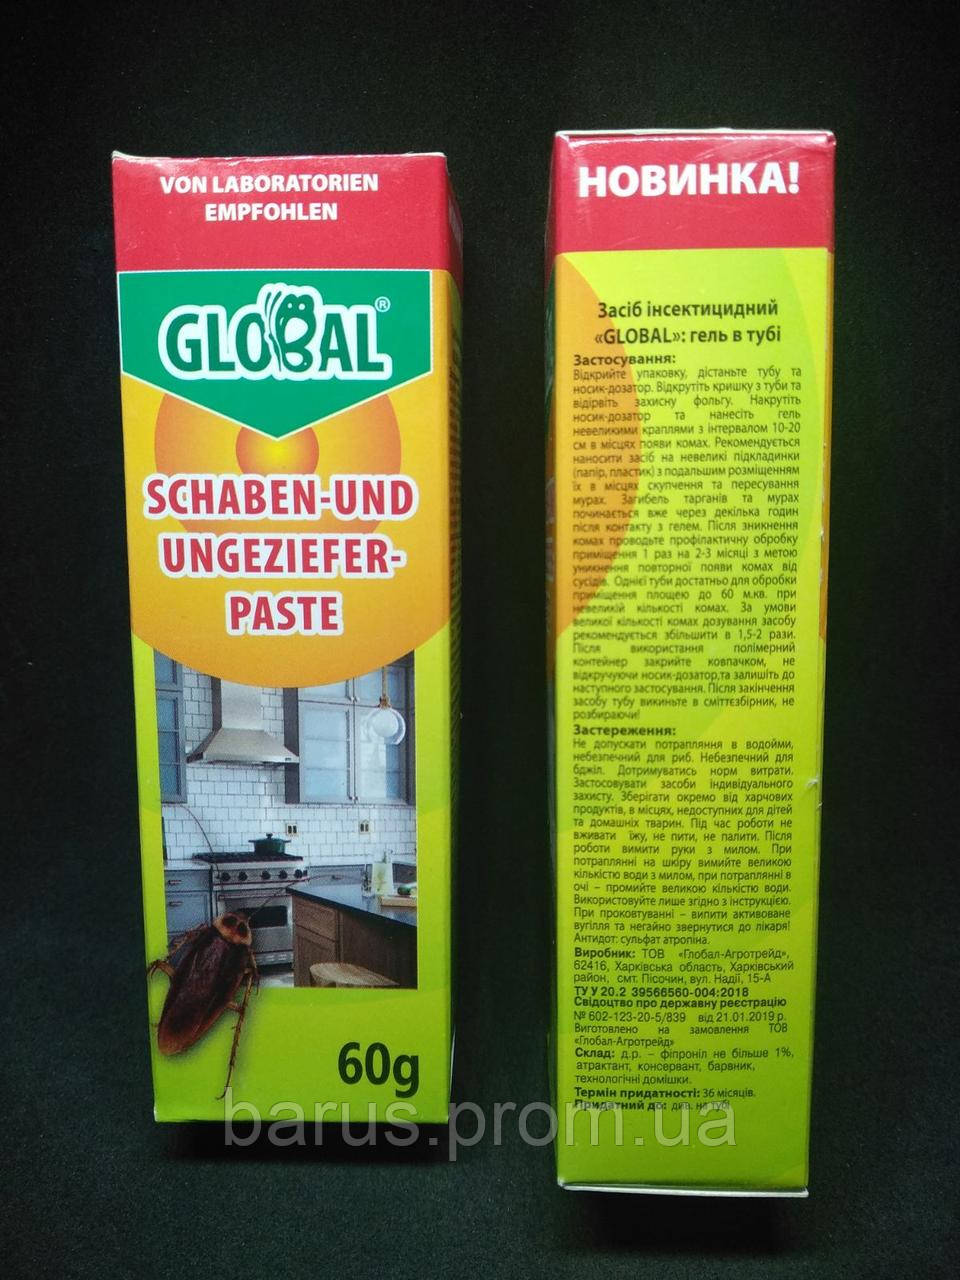 VON LABORATORIEN
EMPFOHLEN
GLOBAL®
SCHABEN-UND
UNGEZIEFER-
PASTE
60g
НОВИНКА!
Засіб інсектицидний
«GLOBAL»: гель в тубі
Застосування:
Відкрийте упаковку, дістаньте тубу та
носик-дозатор. Відкрутіть кришку з туби та
відірвіть захисну фольгу. Накрутіть
носик-дозатор та нанесіть гель
невеликими краплями з інтервалом 10-20
см в місцях появи комах. Рекомендується
наносити засіб на невеликі підкладинки
(папір, пластик) з подальшим розміщенням
їх в місцях скупчення та пересування
мурах. Загибель тарганів та мурах
починається вже через декілька годин
після контакту з гелем. Після зникнення
комах проводьте профілактичну обробку
приміщення 1 раз на 2-3 місяці з метою
уникнення повторної появи комах від
сусідів. Однієї туби достатньо для обробки
приміщення площею до 60 м.кв. при
невеликій кількості комах. За умови
великої кількості комах дозування засобу
рекомендується збільшити в 1,5-2 рази.
Після використання полімерний
контейнер закрийте ковпачком, не
відкручуючи носик-дозатор,та залишіть до
наступного застосування. Після закінчення
засобу тубу викиньте в сміттєзбірник, не
розбираючи!
Застереження:
Не допускати потрапляння в водойми,
небезпечний для риб. Небезпечний для
бджіл. Дотримуватись норм витрати.
Застосовувати засоби індивідуального
захисту. Зберігати окремо від харчових
продуктів, в місцях, недоступних для дітей
та домашніх тварин. Під час роботи не
вживати їжу, не пити, не палити. Після
роботи вимити руки з милом. При
потраплянні на шкіру вимийте великою
кількістю води з милом, при потраплянні в
очі – промийте великою кількістю води.
Використовуйте лише згідно з інструкцією.
При проковтуванні – випити активоване
вугілля та негайно звернутися до лікаря!
Антидот: сульфат атропіна.
Виробник: ТОВ «Глобал-Агротрейд»,
62416, Харківська область, Харківський
район, смт. Пісочин, вул. Надії, 15-А
ТУ У 20.2 39566560-004:2018
Свідоцтво про державну реєстрацію
№ 602-123-20-5/839 від 21.01.2019 р.
Виготовлено на замовлення ТОВ
«Глобал-Агротрейд»
Склад: д.р. – фіпроніл не більше 1%,
атрактант, консервант, барвник,
технологічні домішки.
Термін придатності: 36 місяців.
Придатний до: див. на тубі
barus.prom.ua